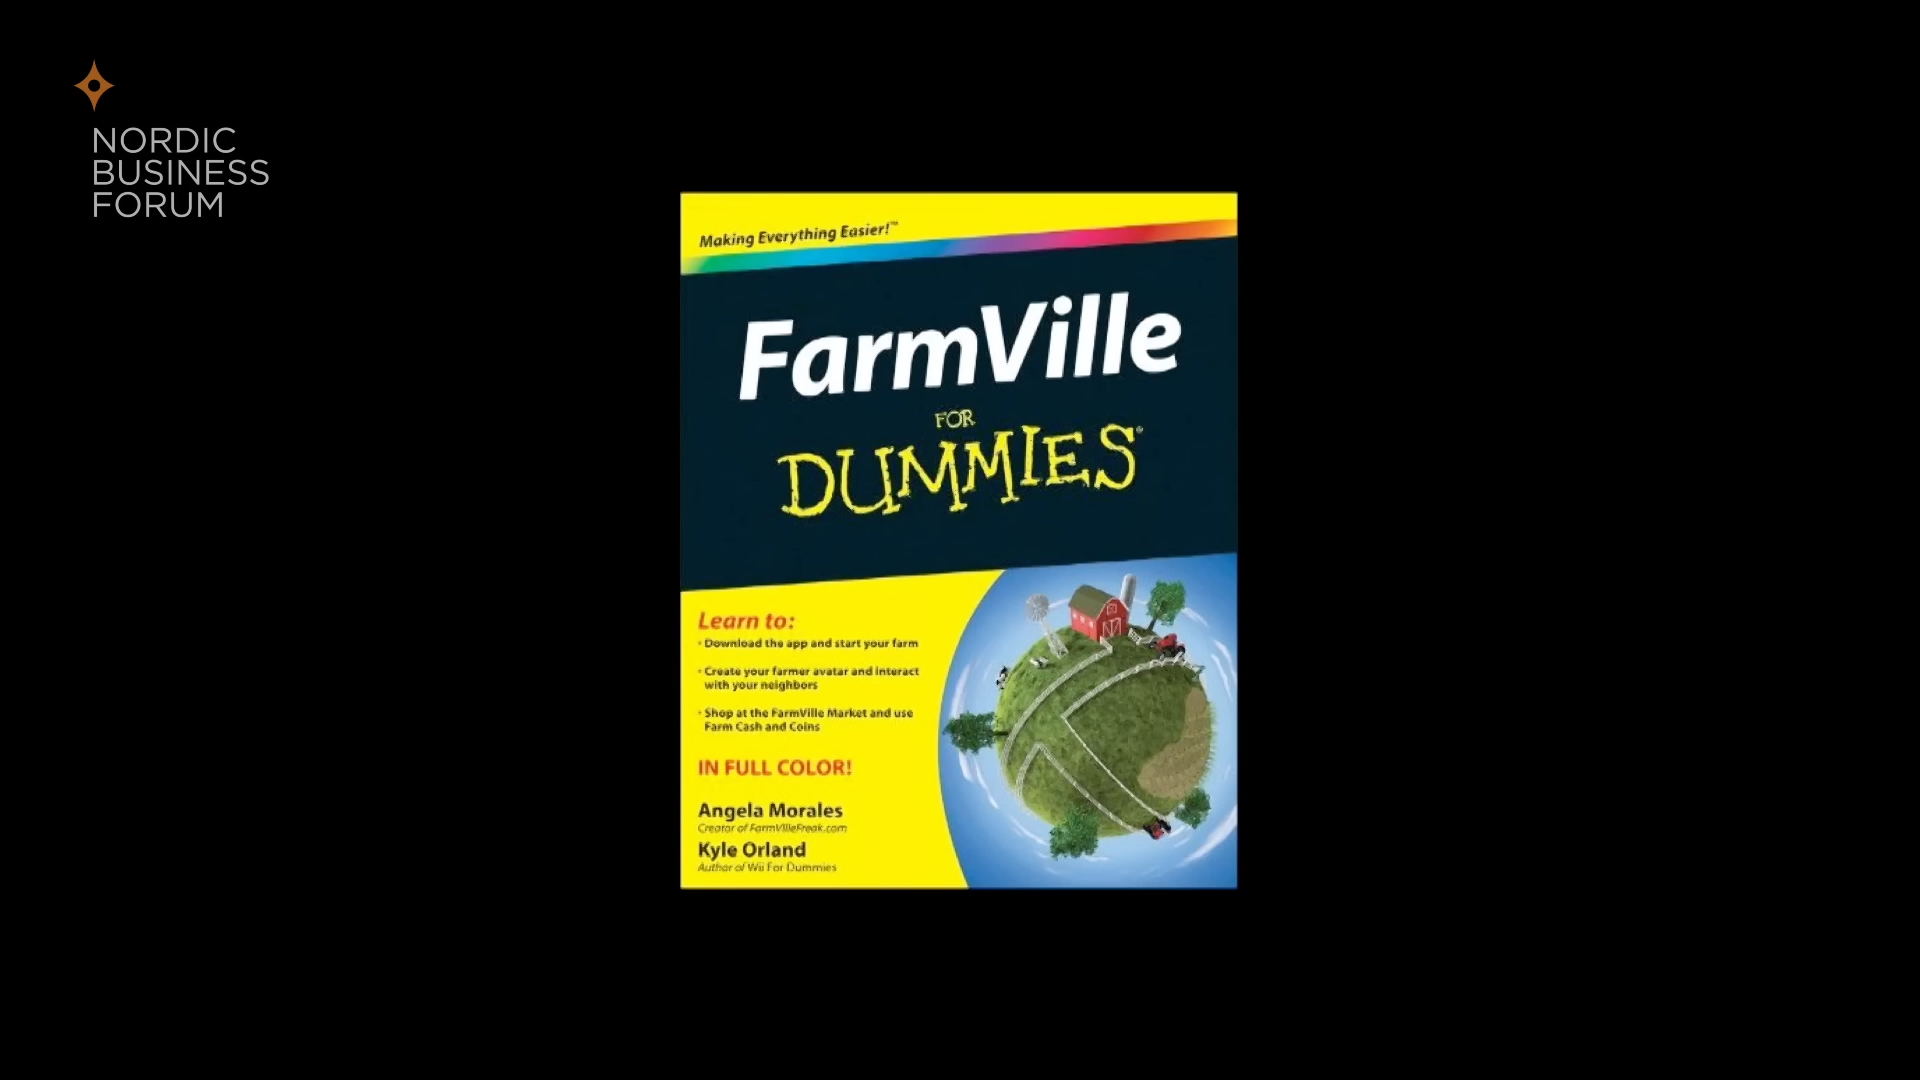 NORDIC
BUSINESS
FORUM
Making Everything Easier!™
FarmVille
FOR
DUMMIES®
Learn to:
• Download the app and start your farm
• Create your farmer avatar and interact
with your neighbors
• Shop at the FarmVille Market and use
Farm Cash and Coins
IN FULL COLOR!
Angela Morales
Creator of FarmVilleFreak.com
Kyle Orland
Author of Wii For Dummies